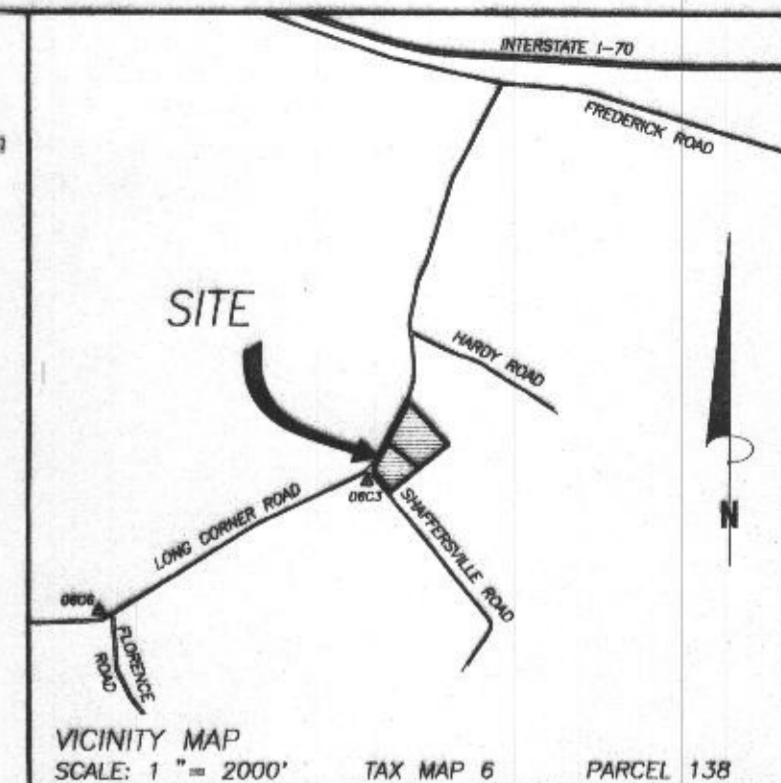 INTERSTATE I-70
FREDERICK ROAD
SITE
HARDY ROAD
06C3
LONG CORNER ROAD
SHAFFERSVILLE ROAD
N
06C6
FLORENCE
ROAD
VICINITY MAP
SCALE: 1 "= 2000' TAX MAP 6 PARCEL 138